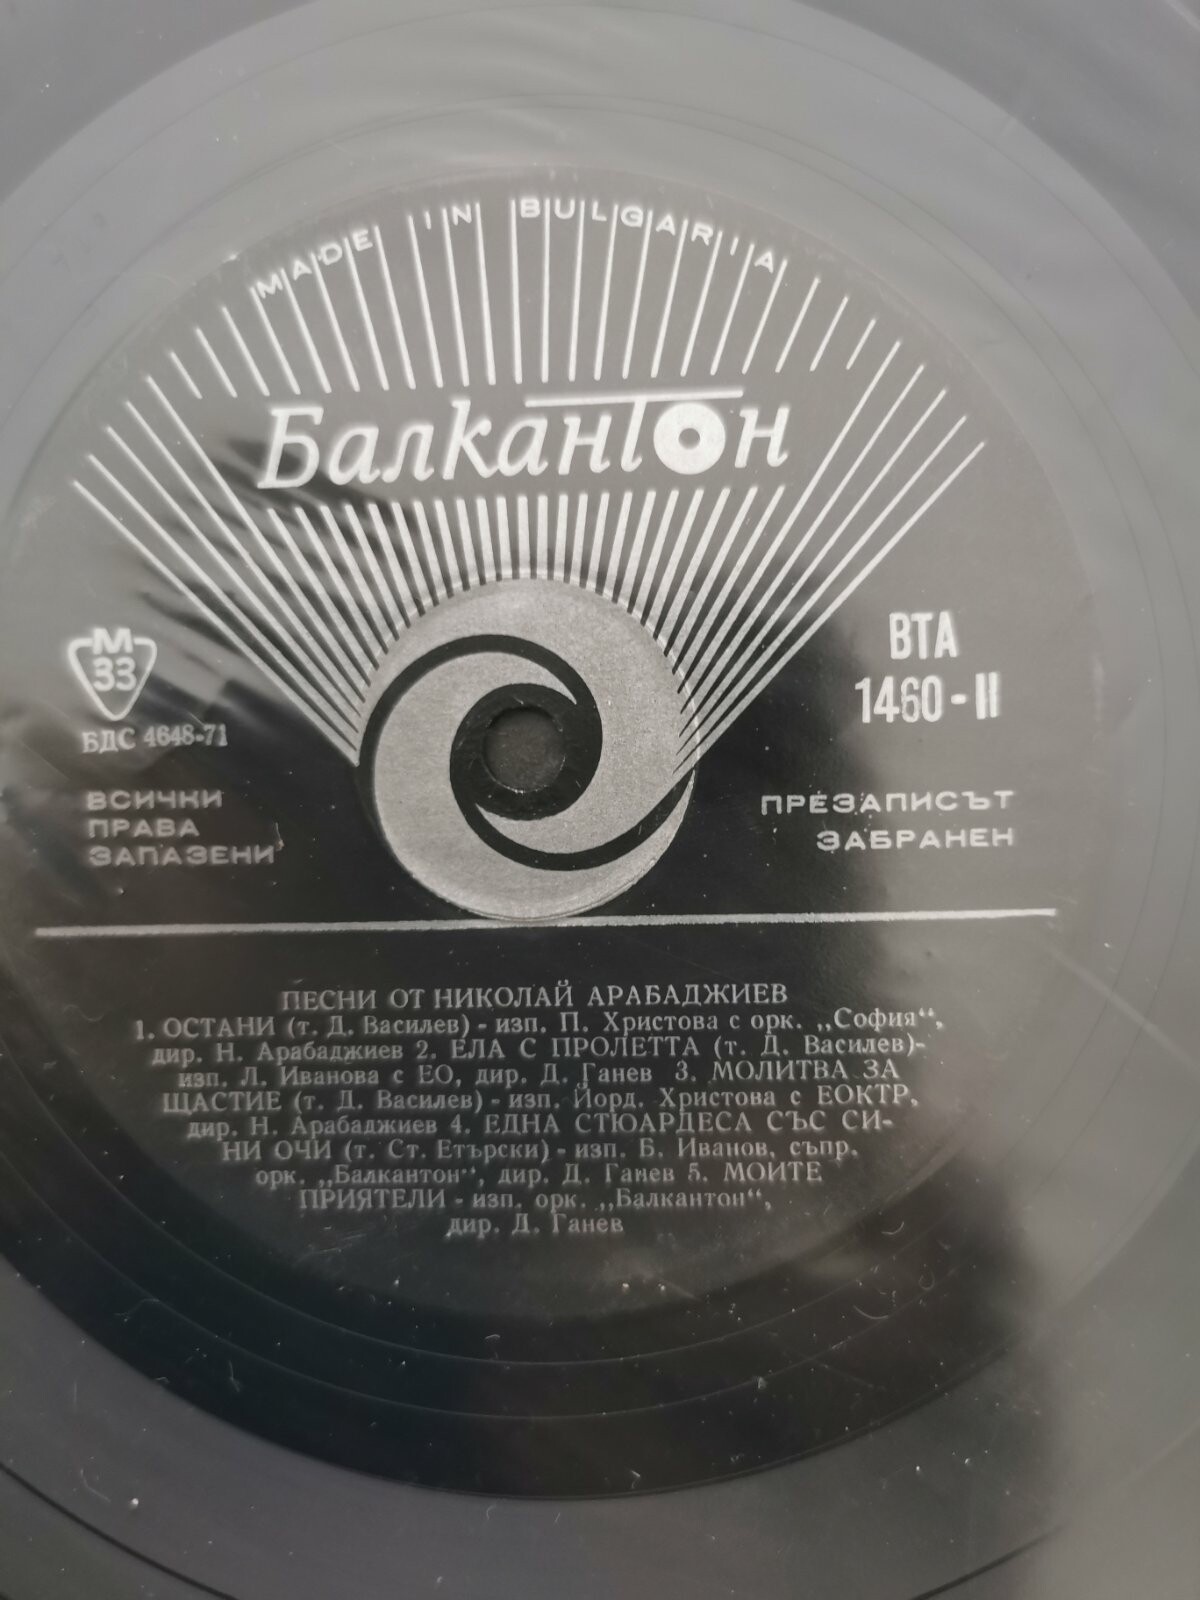 MADE IN BULGARIA
Балкантон
М
33
БДС 4648-71
ВТА
1460-II
ВСИЧКИ
ПРАВА
ЗАПАЗЕНИ
ПРЕЗАПИСЪТ
ЗАБРАНЕН
ПЕСНИ ОТ НИКОЛАЙ АРАБАДЖИЕВ
1. ОСТАНИ (т. Д. Василев) - изп. П. Христова с орк. „София“,
дир. Н. Арабаджиев 2. ЕЛА С ПРОЛЕТТА (т. Д. Василев)-
изп. Л. Иванова с ЕО, дир. Д. Ганев 3. МОЛИТВА ЗА
ЩАСТИЕ (т. Д. Василев) - изп. Йорд. Христова с ЕОКТР,
дир. Н. Арабаджиев 4. ЕДНА СТЮАРДЕСА СЪС СИ-
НИ ОЧИ (т. Ст. Етърски) - изп. Б. Иванов, съпр.
орк. „Балкантон“, дир. Д. Ганев 5. МОИТЕ
ПРИЯТЕЛИ - изп. орк. „Балкантон“,
дир. Д. Ганев